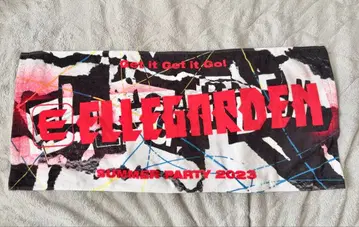 Get it Get it Go!
ELLEGARDEN
SUMMER PARTY 2023